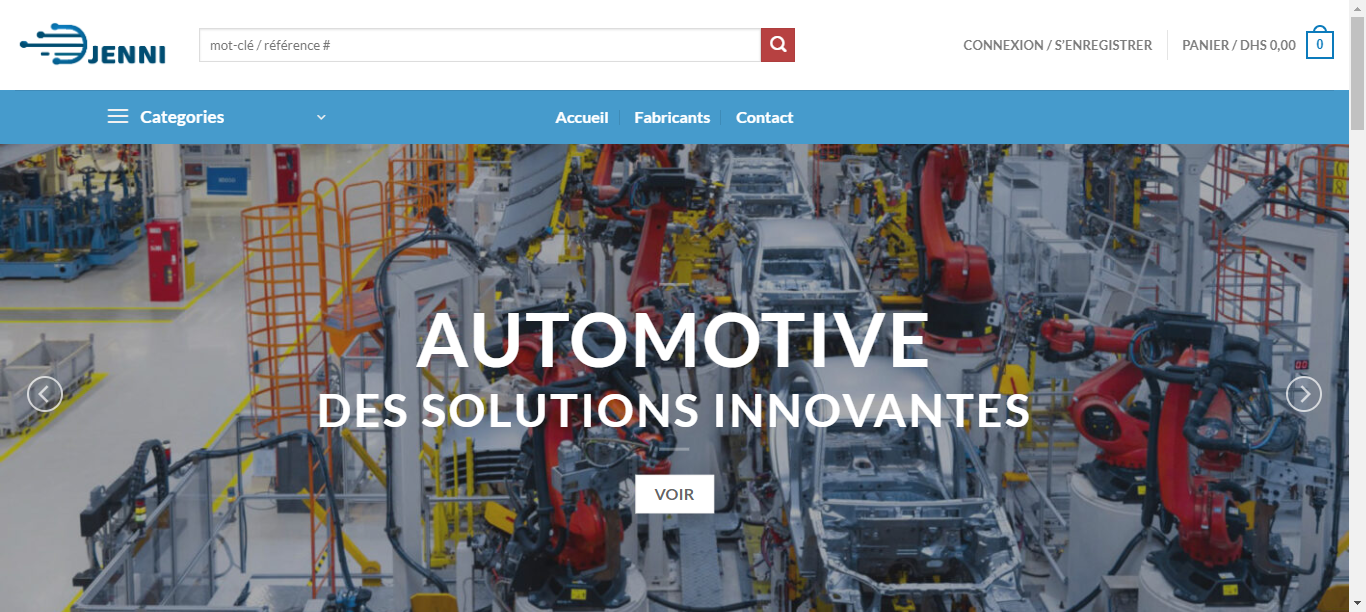 JENNI
mot-clé / référence #
CONNEXION / S'ENREGISTRER
PANIER / DHS 0,00
0
Categories
Accueil
Fabricants
Contact
AUTOMOTIVE
DES SOLUTIONS INNOVANTES
VOIR